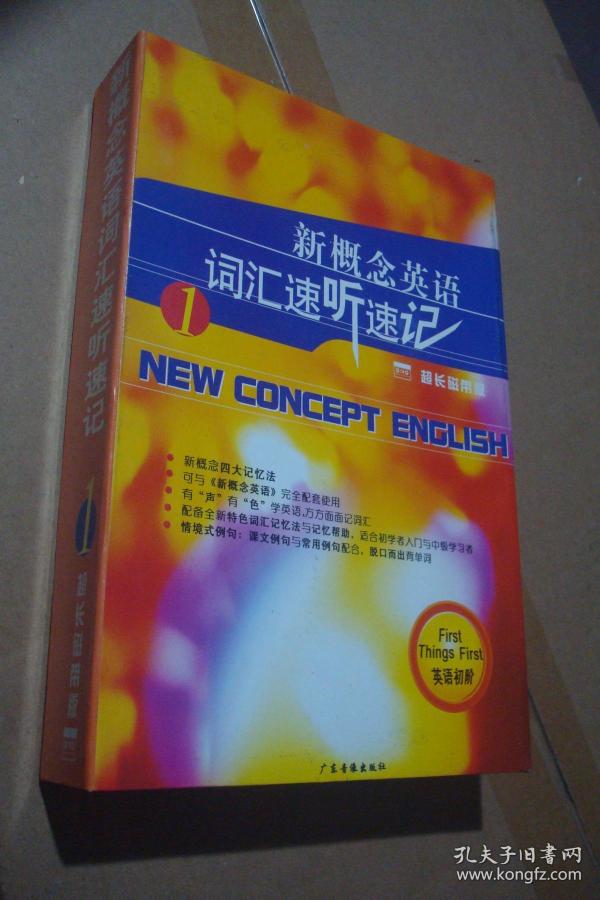 新概念英语词汇速听速记
1
超长磁带版
新概念英语
词汇速听速记
1
超长磁带版
NEW CONCEPT ENGLISH
新概念四大记忆法
可与《新概念英语》完全配套使用
有“声”有“色”学英语,方方面面记词汇
配备全新特色词汇记忆法与记忆帮助，适合初学者入门与中级学习者
情境式例句：课文例句与常用例句配合，脱口而出背单词
First
Things First
英语初阶
广东音像出版社
孔夫子旧书网
www.kongfz.com